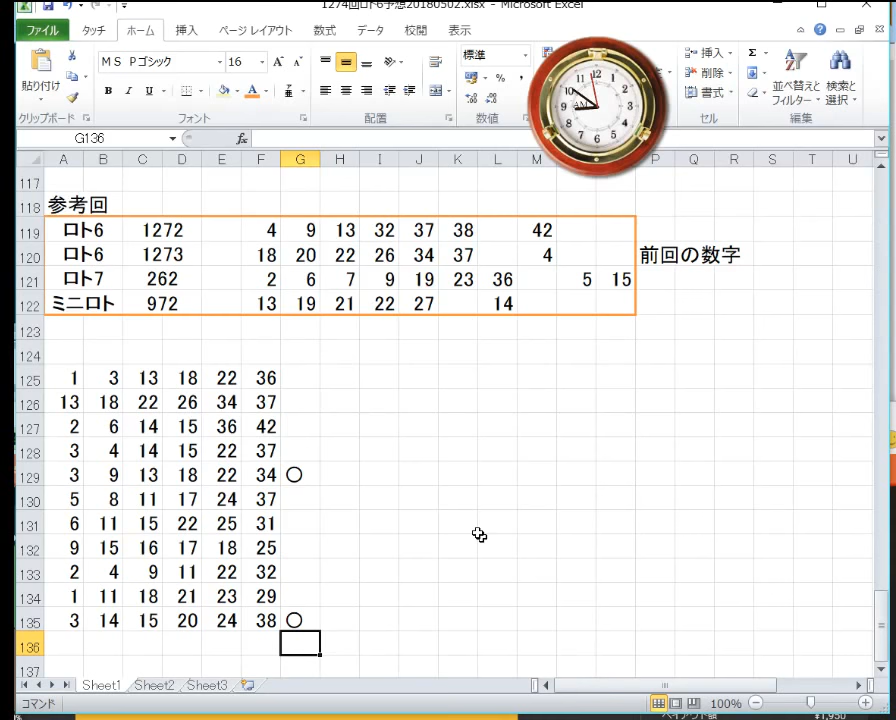 1274回ロト6予想20180502.xlsx - Microsoft Excel
ファイル タッチ ホーム 挿入 ページ レイアウト 数式 データ 校閲 表示
ＭＳ Ｐゴシック 16 標準 挿入 Σ
貼り付け B I U A 削除 並べ替えと 検索と
書式 フィルター 選択
クリップボード フォント 配置 数値 セル 編集
G136 fx
A B C D E F G H I J K L M P Q R S T U
117
118 参考回
119 ロト6 1272 4 9 13 32 37 38 42
120 ロト6 1273 18 20 22 26 34 37 4 前回の数字
121 ロト7 262 2 6 7 9 19 23 36 5 15
122 ミニロト 972 13 19 21 22 27 14
123
124
125 1 3 13 18 22 36
126 13 18 22 26 34 37
127 2 6 14 15 36 42
128 3 4 14 15 22 37
129 3 9 13 18 22 34 ○
130 5 8 11 17 24 37
131 6 11 15 22 25 31
132 9 15 16 17 18 25
133 2 4 9 11 22 32
134 1 11 18 21 23 29
135 3 14 15 20 24 38 ○
136
137
Sheet1 Sheet2 Sheet3
コマンド 100%